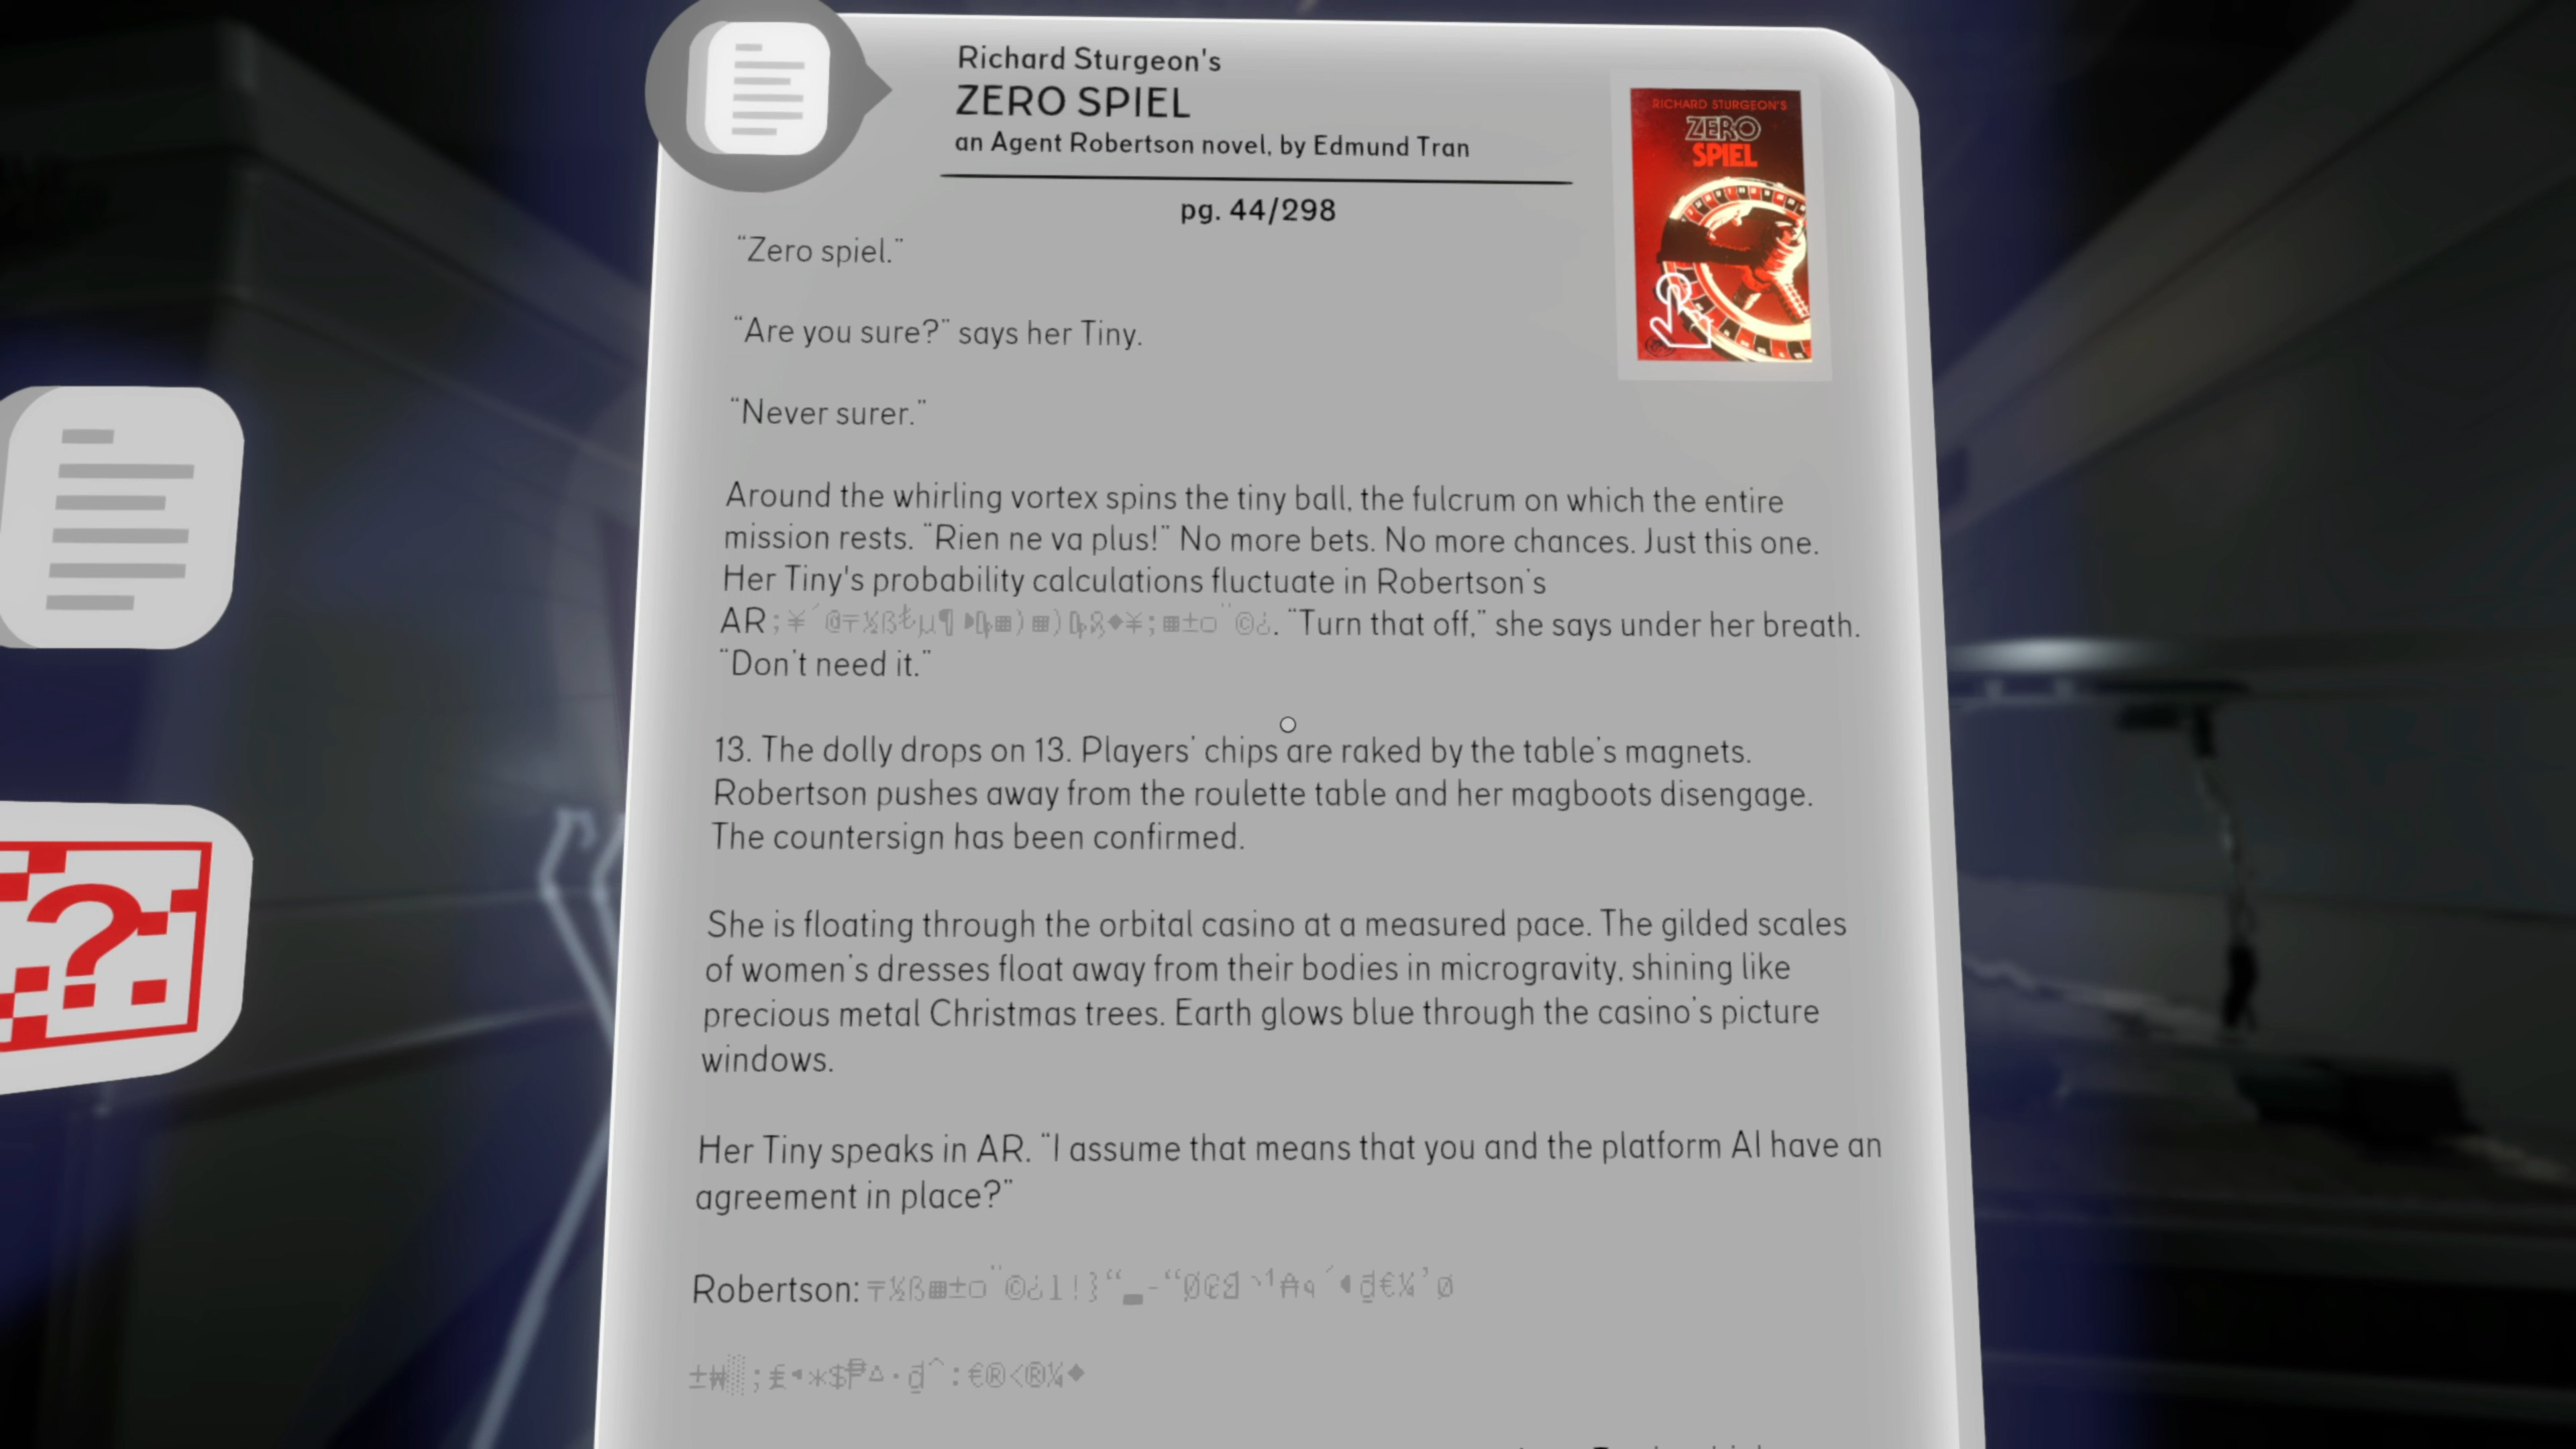 Richard Sturgeon's
ZERO SPIEL
an Agent Robertson novel, by Edmund Tran
RICHARD STURGEON'S
ZERO
SPIEL
pg. 44/298
“Zero spiel.”
“Are you sure?” says her Tiny.
“Never surer.”
Around the whirling vortex spins the tiny ball, the fulcrum on which the entire
mission rests. “Rien ne va plus!” No more bets. No more chances. Just this one.
Her Tiny's probability calculations fluctuate in Robertson's
AR. “Turn that off,” she says under her breath.
“Don't need it.”
13. The dolly drops on 13. Players' chips are raked by the table's magnets.
Robertson pushes away from the roulette table and her magboots disengage.
The countersign has been confirmed.
She is floating through the orbital casino at a measured pace. The gilded scales
of women's dresses float away from their bodies in microgravity, shining like
precious metal Christmas trees. Earth glows blue through the casino's picture
windows.
Her Tiny speaks in AR. “I assume that means that you and the platform AI have an
agreement in place?”
Robertson: